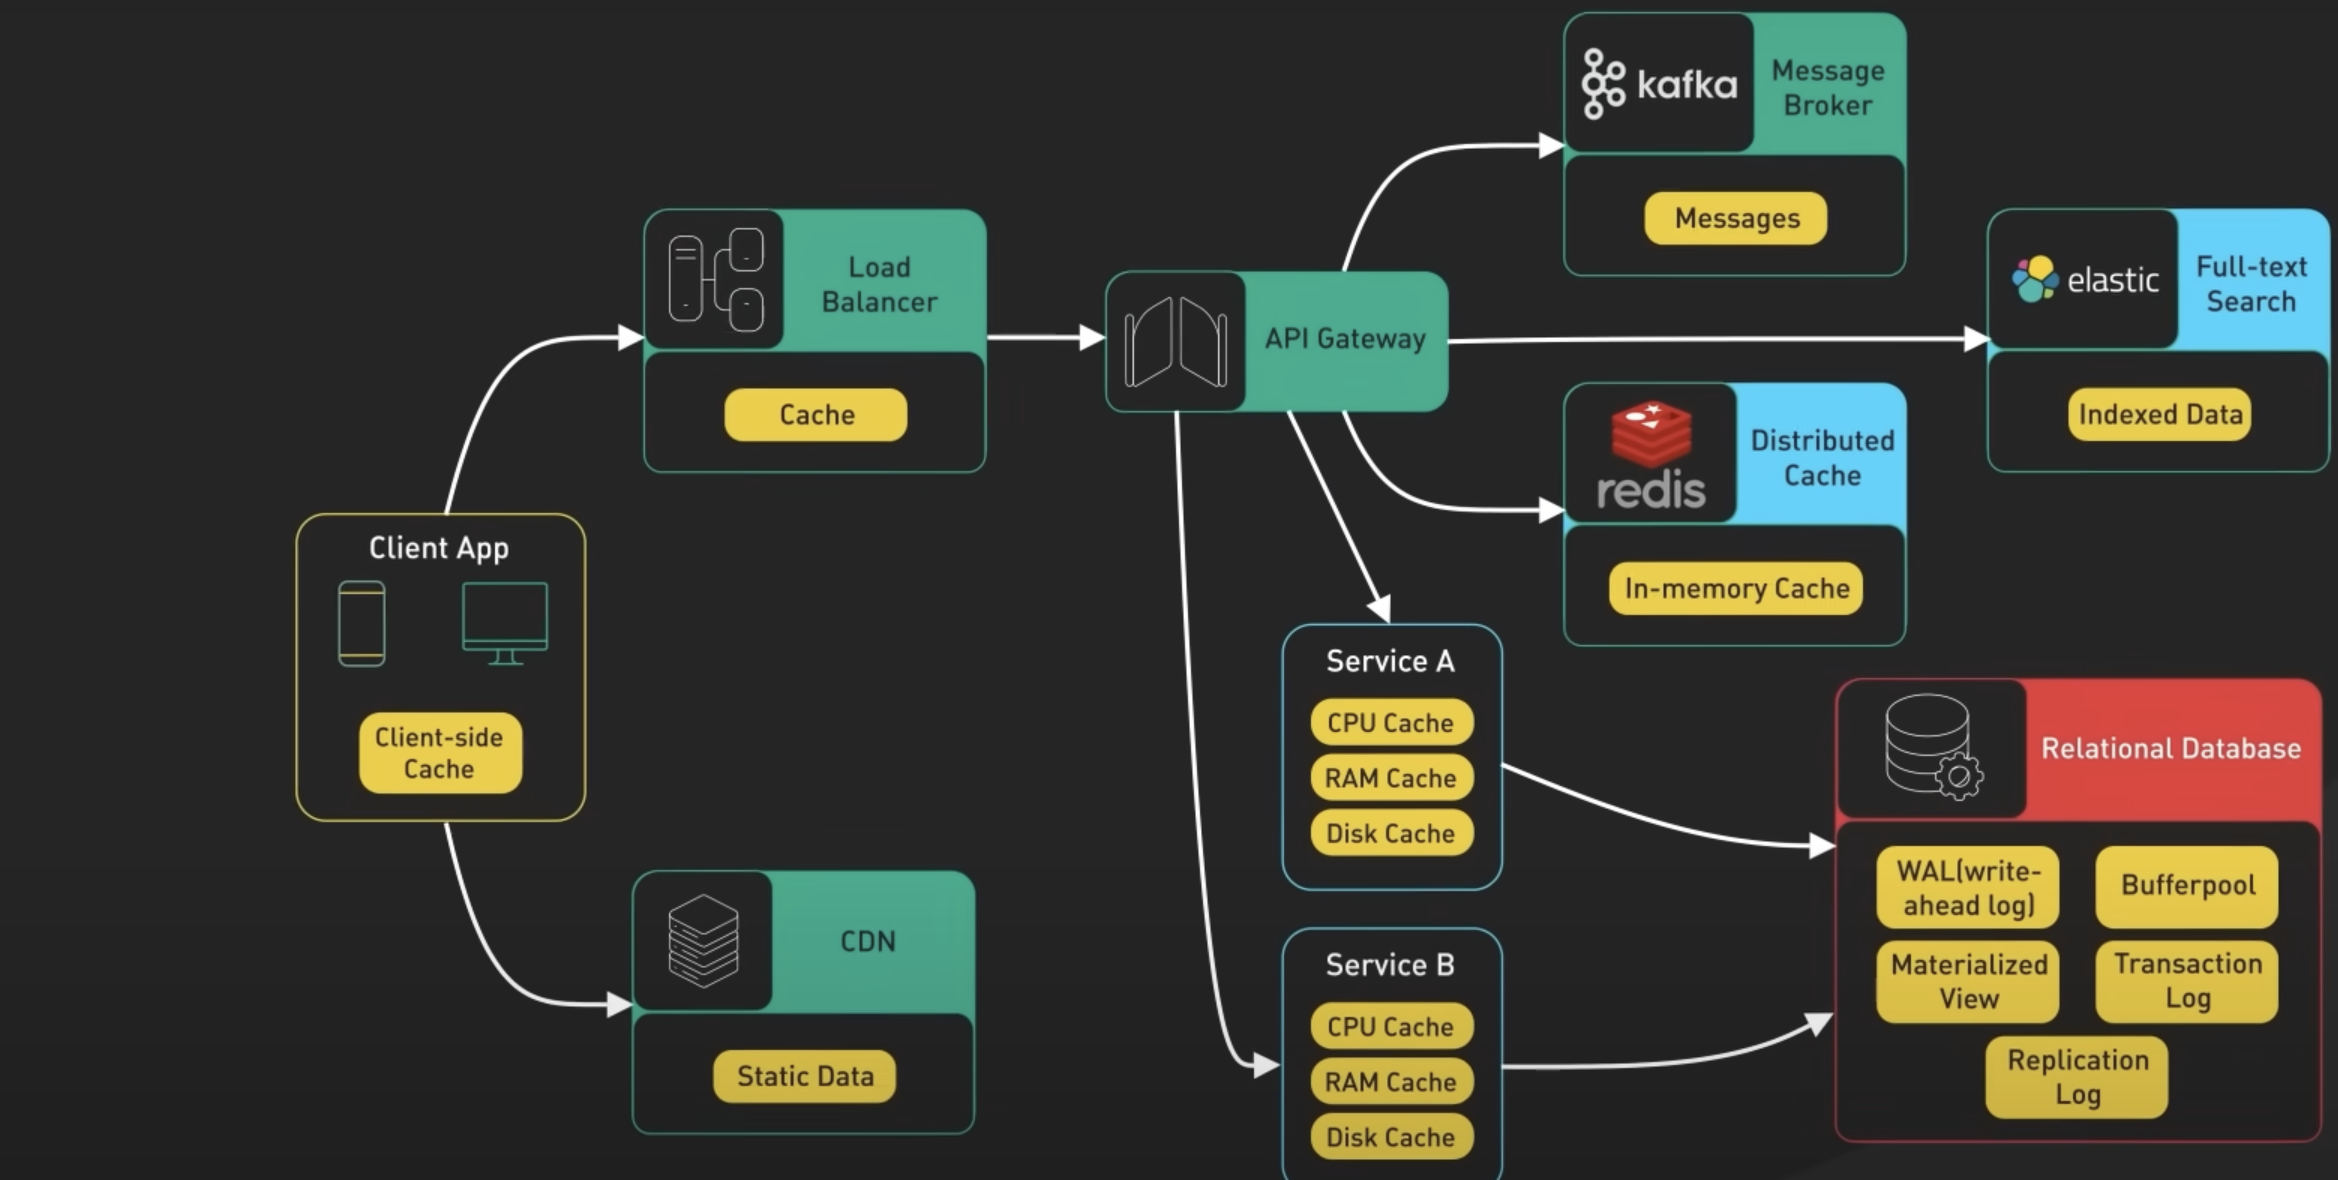 kafka
Message
Broker
Messages
Load
Balancer
Cache
API Gateway
elastic
Full-text
Search
Indexed Data
redis
Distributed
Cache
In-memory Cache
Client App
Client-side
Cache
Service A
CPU Cache
RAM Cache
Disk Cache
Relational Database
WAL(write-
ahead log)
Bufferpool
Materialized
View
Transaction
Log
Replication
Log
CDN
Static Data
Service B
CPU Cache
RAM Cache
Disk Cache